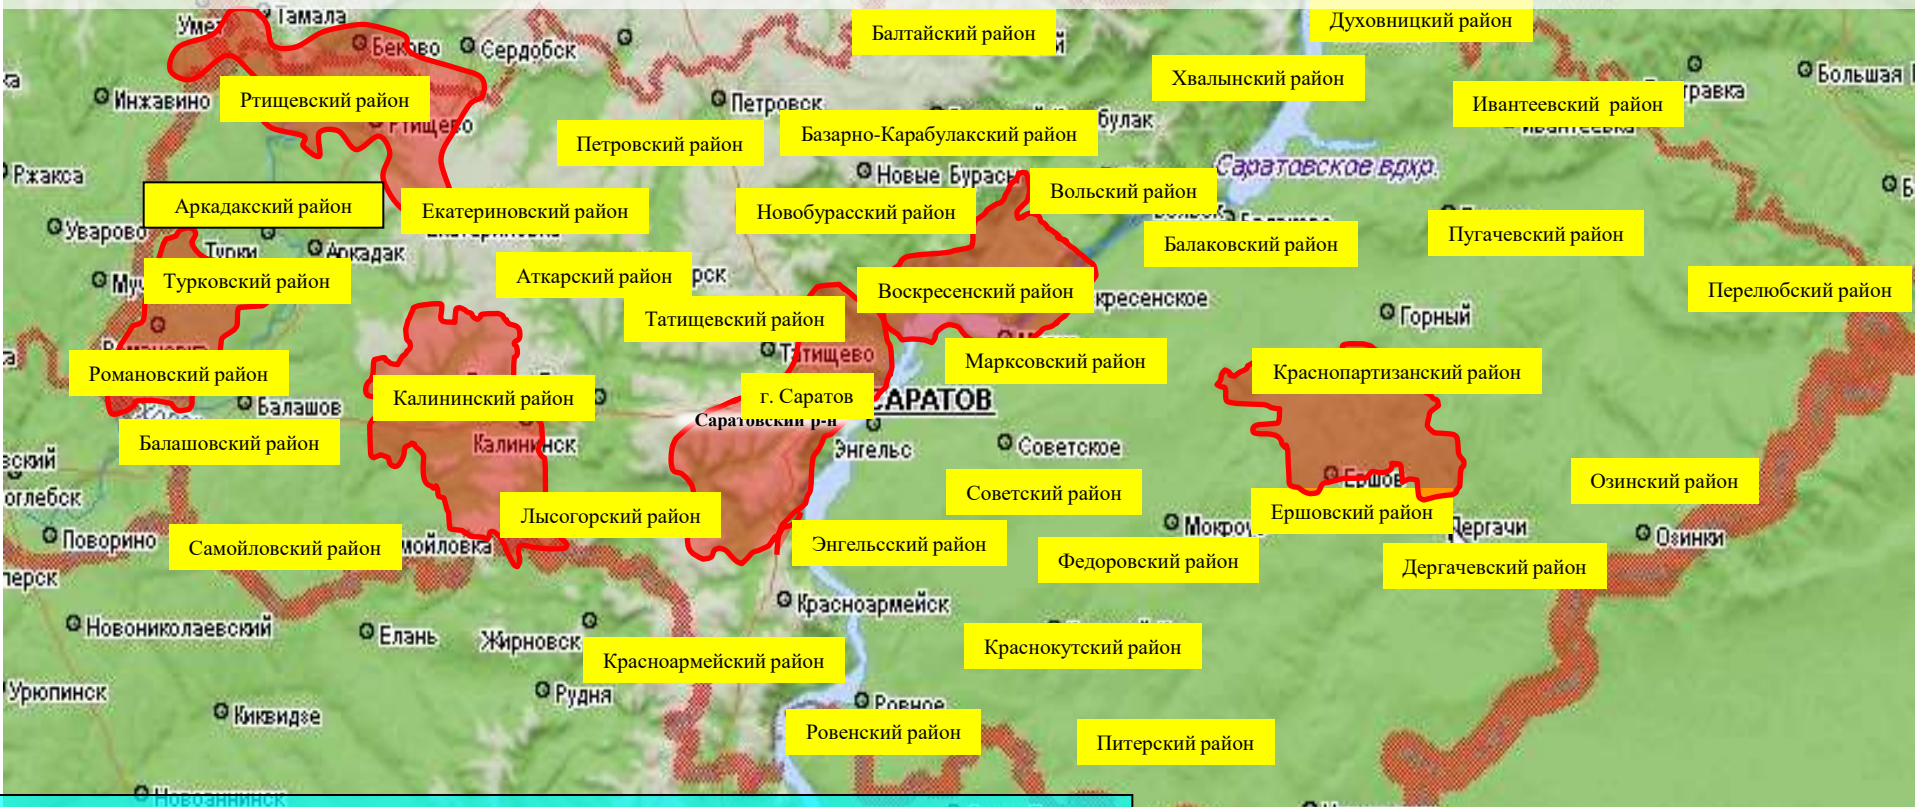 Тамала
Духовницкий район
Балтайский район
Беково
Сердобск
Хвалынский район
Большая
Инжавино
Ртищевский район
Петровск
Ивантеевский  район
Ртищево
Петровский район
Базарно-Карабулакский район
Ржакса
Новые Бурасы
Саратовское вдхр.
Аркадакский район
Екатериновский район
Новобурасский район
Вольский район
Уварово
Турки
Аркадак
Балаковский район
Пугачевский район
Турковский район
Аткарский район
Воскресенский район
Перелюбский район
Татищевский район
Горный
Татищево
Марксовский район
Романовский район
Краснопартизанский район
Калининский район
г. Саратов
САРАТОВ
Балашов
Саратовский р-н
Балашовский район
Калининск
Энгельс
Советское
Ершов
Озинский район
Советский район
Лысогорский район
Ершовский район
Поворино
Самойловский район
Энгельсский район
Дергачи
Озинки
Федоровский район
Дергачевский район
Красноармейск
Новониколаевский
Елань
Жирновск
Красноармейский район
Краснокутский район
Урюпинск
Рудня
Киквидзе
Ровное
Ровенский район
Питерский район